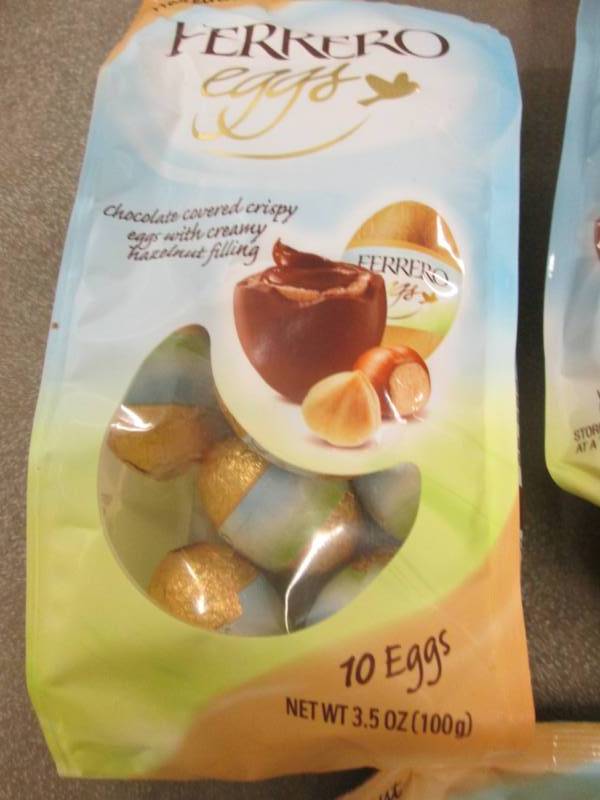 FERRERO
eggs
chocolate covered crispy
eggs with creamy
hazelnut filling
FERRERO
10 Eggs
NET WT 3.5 OZ (100g)
AT A